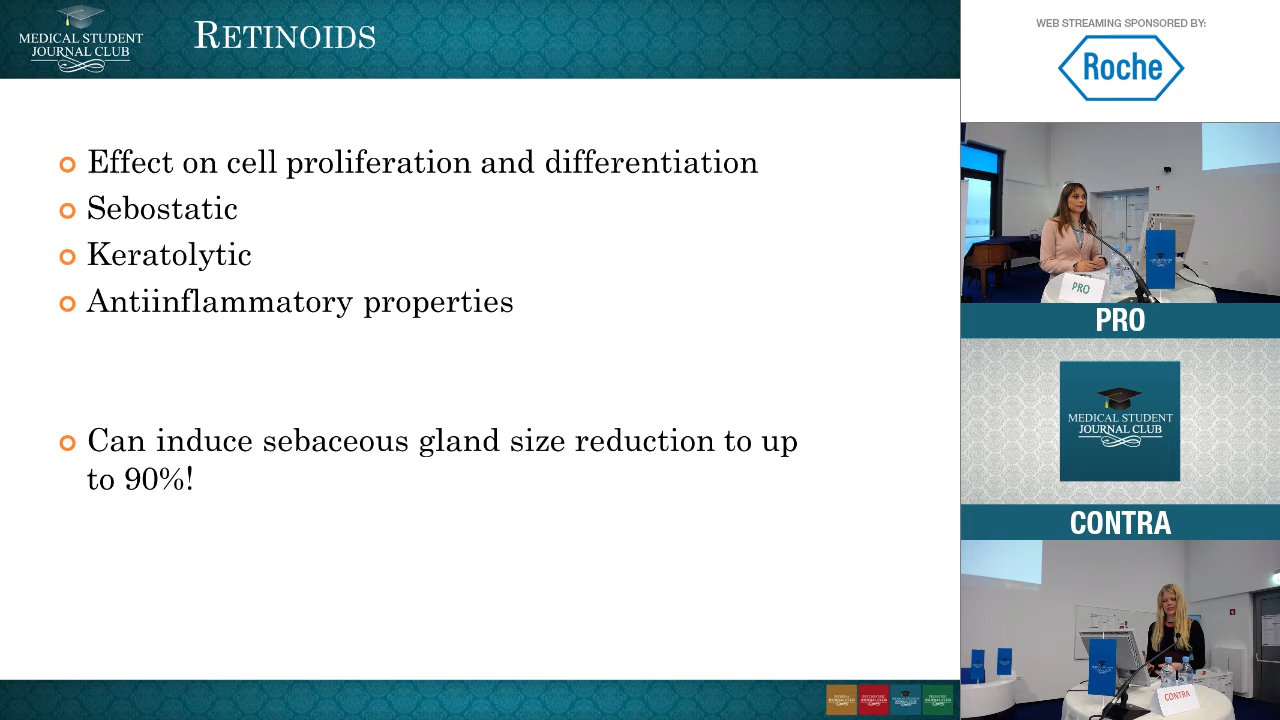 MEDICAL STUDENT
JOURNAL CLUB
RETINOIDS
Effect on cell proliferation and differentiation
Sebostatic
Keratolytic
Antiinflammatory properties
Can induce sebaceous gland size reduction to up
to 90%!
WEB STREAMING SPONSORED BY:
Roche
PRO
PRO
MEDICAL STUDENT
JOURNAL CLUB
CONTRA
CONTRA